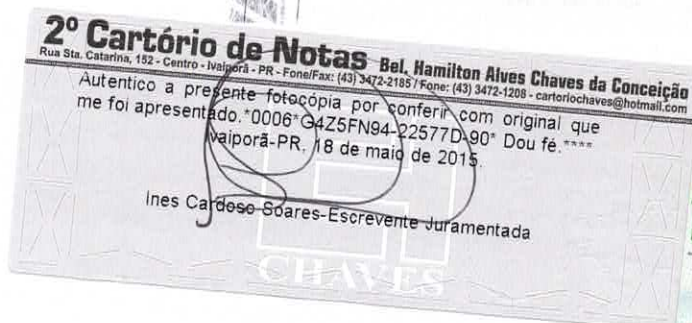 2º Cartório de Notas Bel. Hamilton Alves Chaves da Conceição
Rua Sta. Catarina, 152 - Centro - Ivaiporã - PR - Fone/Fax: (43) 3472-2185 / Fone: (43) 3472-1208 - cartoriochaves@hotmail.com
Autentico a presente fotocópia por conferir com original que
me foi apresentado.*0006*G4Z5FN94-22577D-90* Dou fé.****
Ivaiporã-PR, 18 de maio de 2015.
Ines Cardoso Soares-Escrevente Juramentada
CHAVES